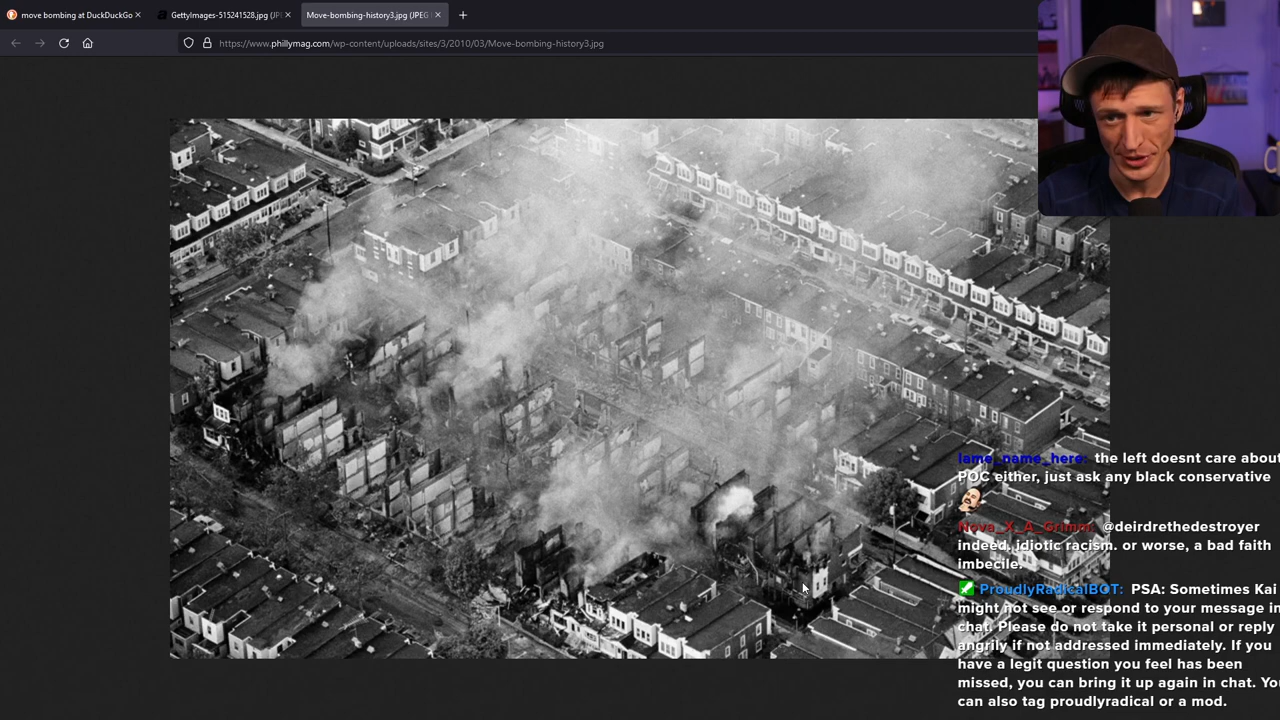 move bombing at DuckDuckGo
GettyImages-515241528.jpg (JP
Move-bombing-history3.jpg (JPEG
https://www.phillymag.com/wp-content/uploads/sites/3/2010/03/Move-bombing-history3.jpg
lame_name_here: the left doesnt care about
POC either, just ask any black conservative
Nova_X_A_Grimm: @deirdrethedestroyer
indeed, idiotic racism. or worse, a bad faith
imbecile.
ProudlyRadicalBOT: PSA: Sometimes Kai
might not see or respond to your message in
chat. Please do not take it personal or reply
angrily if not addressed immediately. If you
have a legit question you feel has been
missed, you can bring it up again in chat. You
can also tag proudlyradical or a mod.